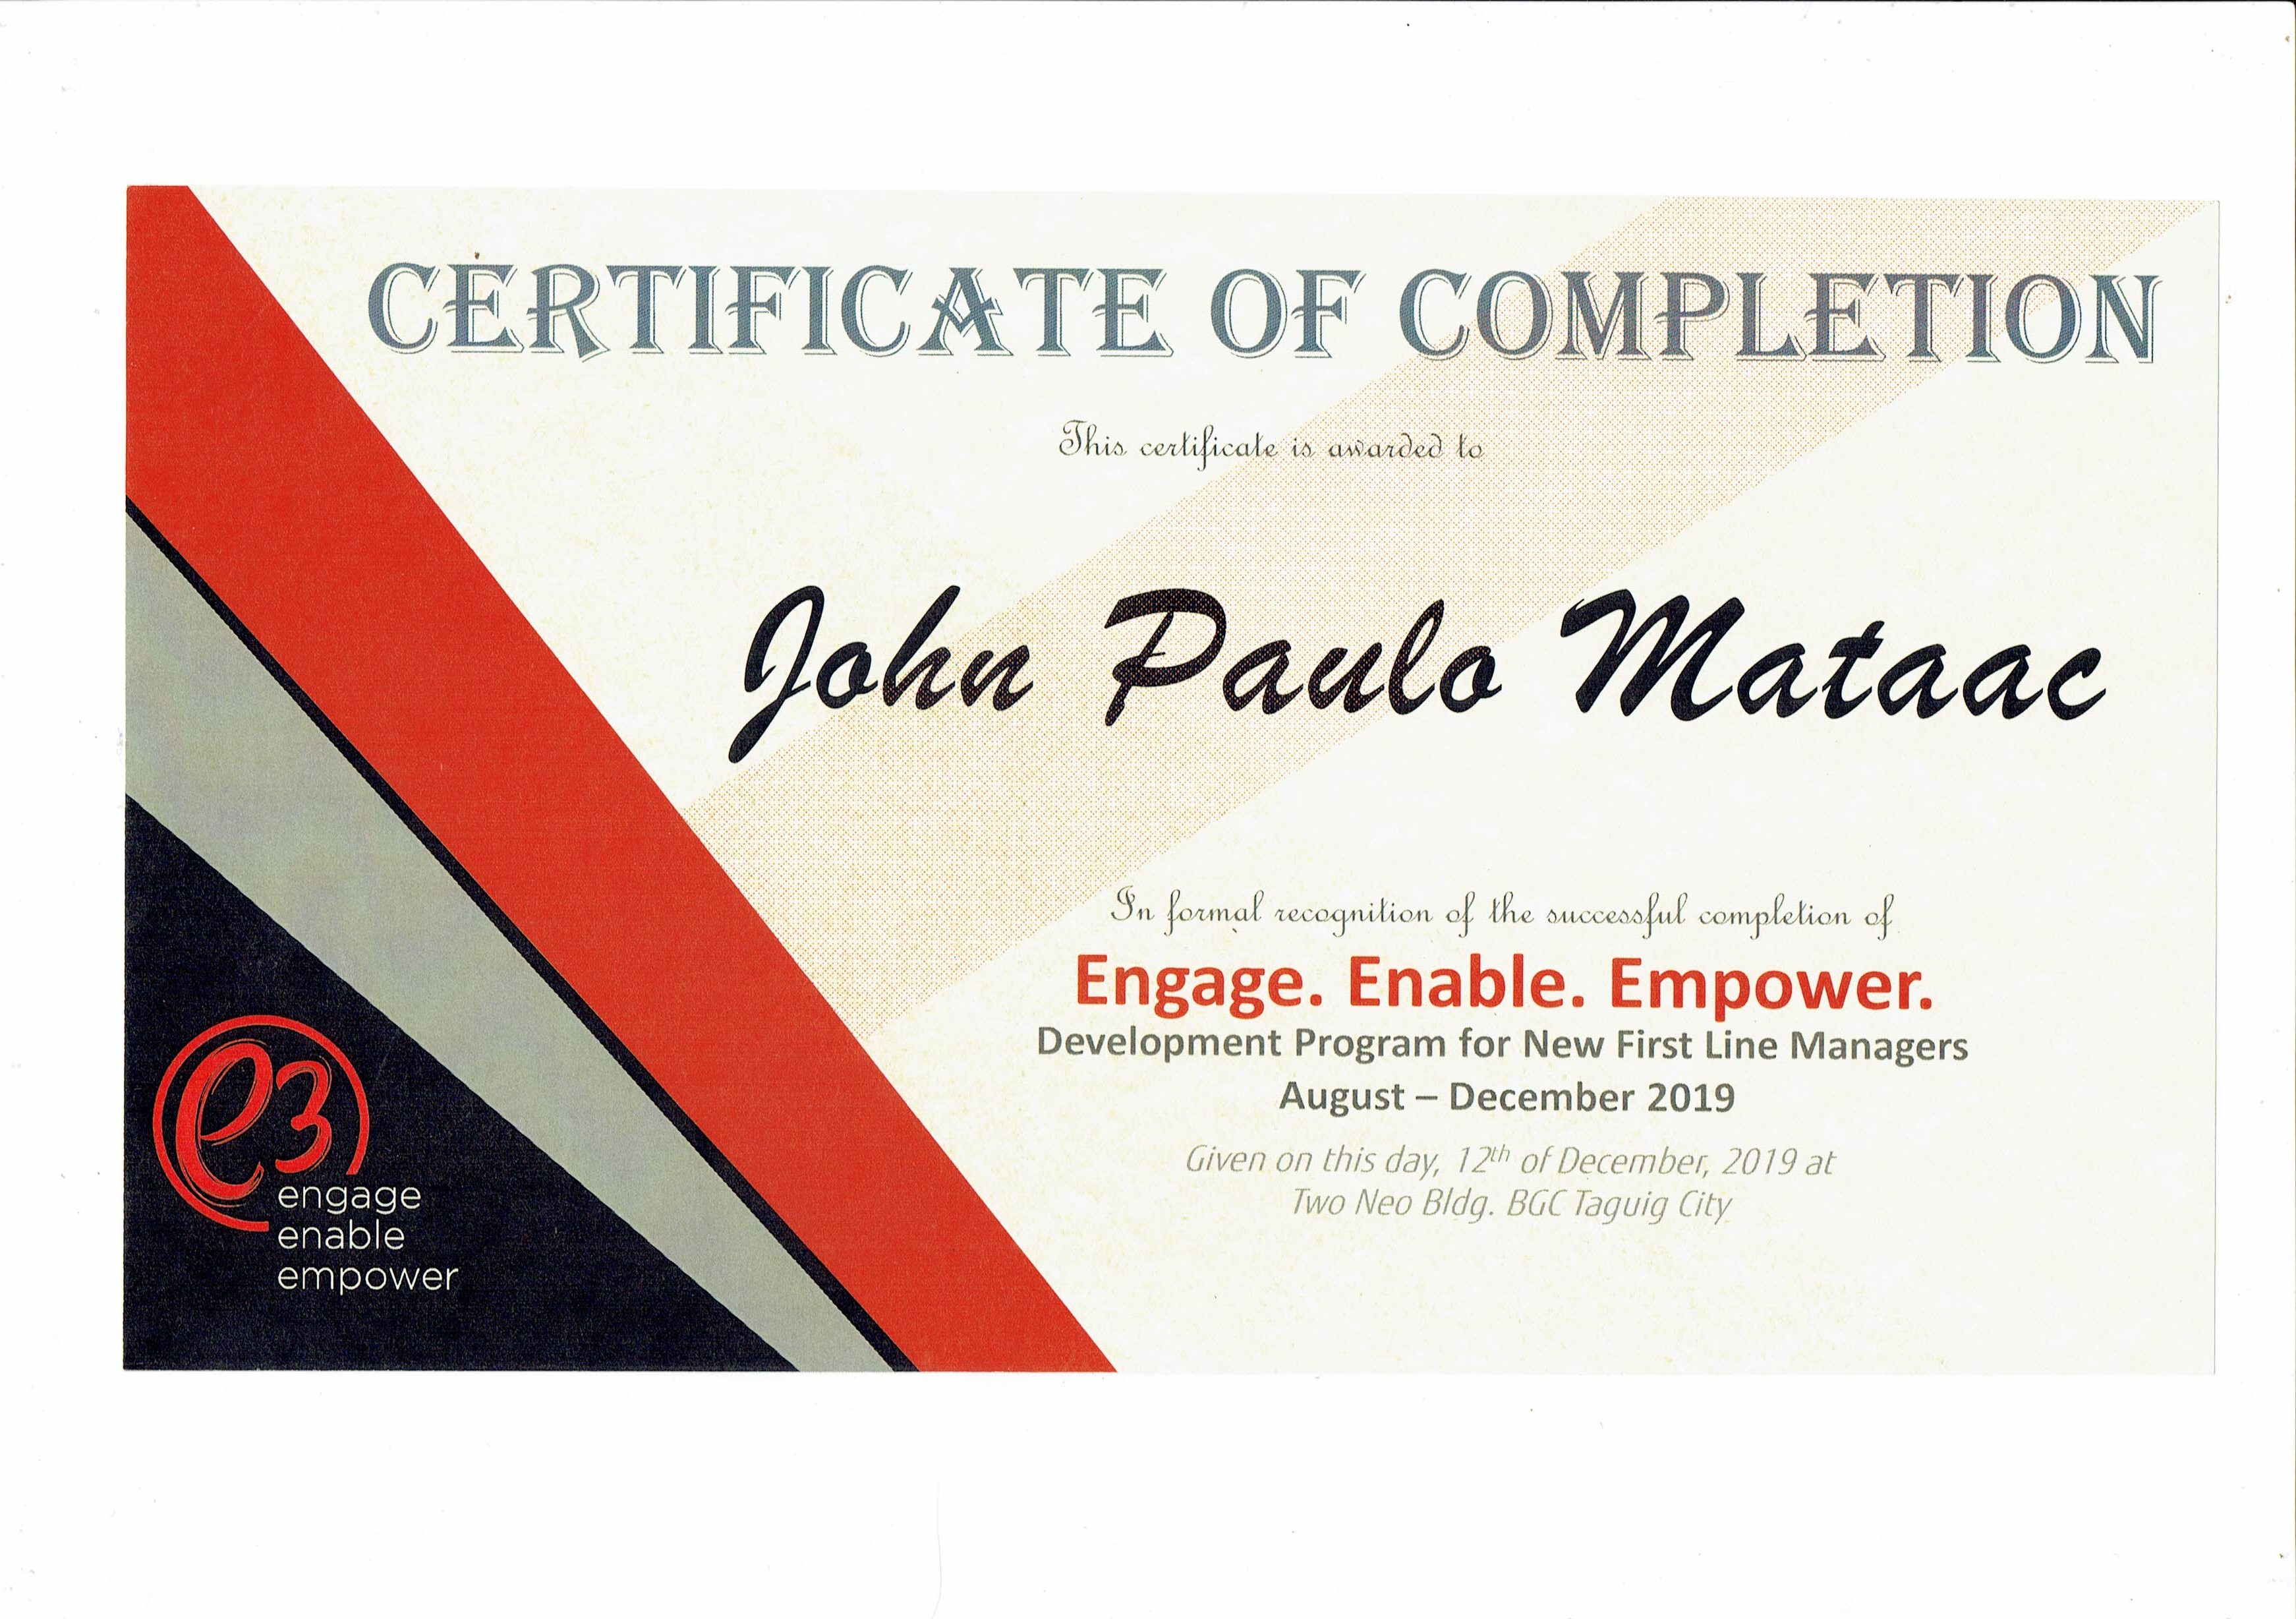 CERTIFICATE OF COMPLETION
This certificate is awarded to
John Paulo Mataac
In formal recognition of the successful completion of
Engage. Enable. Empower.
Development Program for New First Line Managers
August – December 2019
Given on this day, 12th of December, 2019 at
Two Neo Bldg. BGC Taguig City
e3
engage
enable
empower